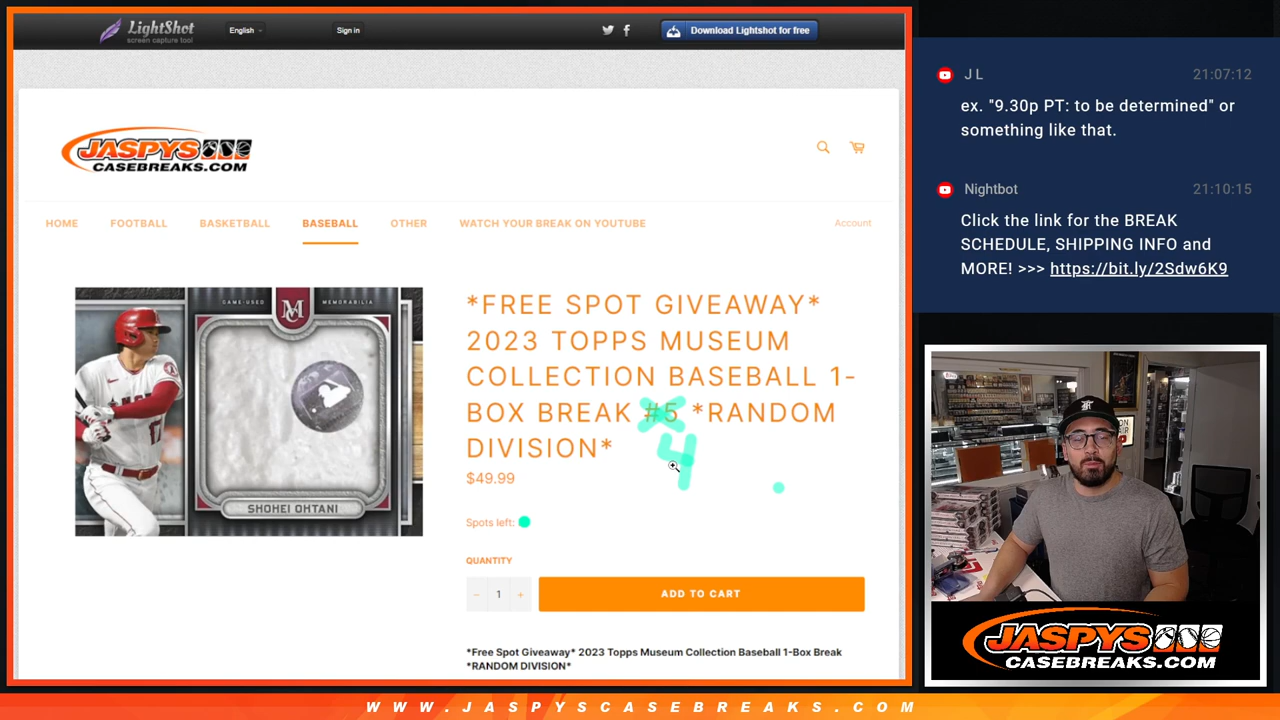 LightShot
screen capture tool
English
Sign in
Download Lightshot for free
JASPYS
CASEBREAKS.COM
HOME
FOOTBALL
BASKETBALL
BASEBALL
OTHER
WATCH YOUR BREAK ON YOUTUBE
Account
GAME-USED
MEMORABILIA
MC
SHOHEI OHTANI
*FREE SPOT GIVEAWAY*
2023 TOPPS MUSEUM
COLLECTION BASEBALL 1-
BOX BREAK #5 *RANDOM
DIVISION*
4
$49.99
Spots left:
QUANTITY
− 1 +
ADD TO CART
*Free Spot Giveaway* 2023 Topps Museum Collection Baseball 1-Box Break
*RANDOM DIVISION*
J L 21:07:12
ex. "9.30p PT: to be determined" or
something like that.
Nightbot 21:10:15
Click the link for the BREAK
SCHEDULE, SHIPPING INFO and
MORE! >>> https://bit.ly/2Sdw6K9
JASPYS
CASEBREAKS.COM
WWW.JASPYSCASEBREAKS.COM